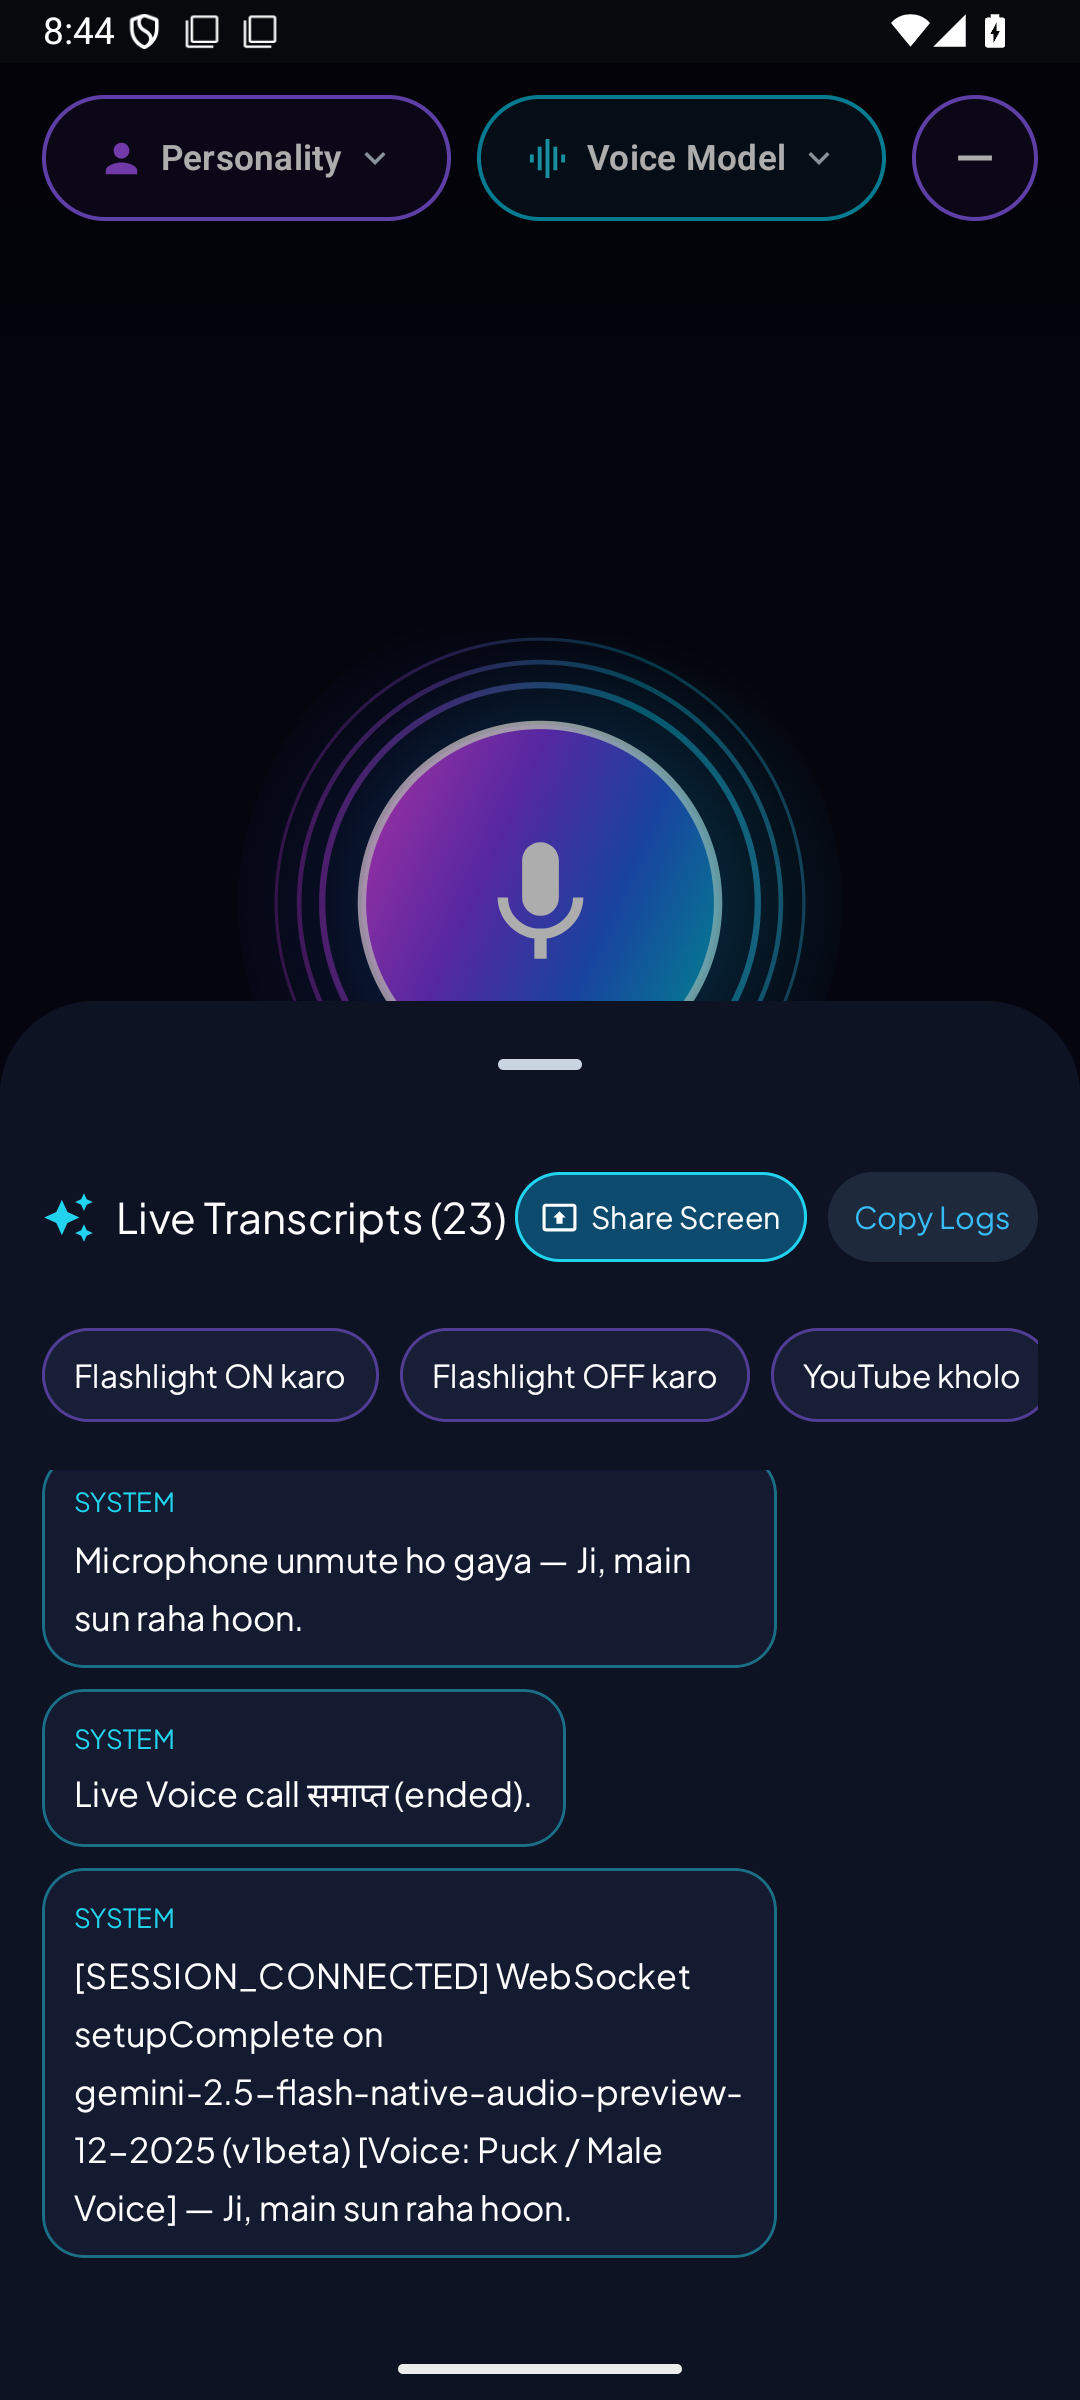 8:44
Personality
Voice Model
Live Transcripts (23)
Share Screen
Copy Logs
Flashlight ON karo
Flashlight OFF karo
YouTube kholo
SYSTEM
Microphone unmute ho gaya — Ji, main
sun raha hoon.
SYSTEM
Live Voice call समाप्त (ended).
SYSTEM
[SESSION_CONNECTED] WebSocket
setupComplete on
gemini-2.5-flash-native-audio-preview-
12-2025 (v1beta) [Voice: Puck / Male
Voice] — Ji, main sun raha hoon.